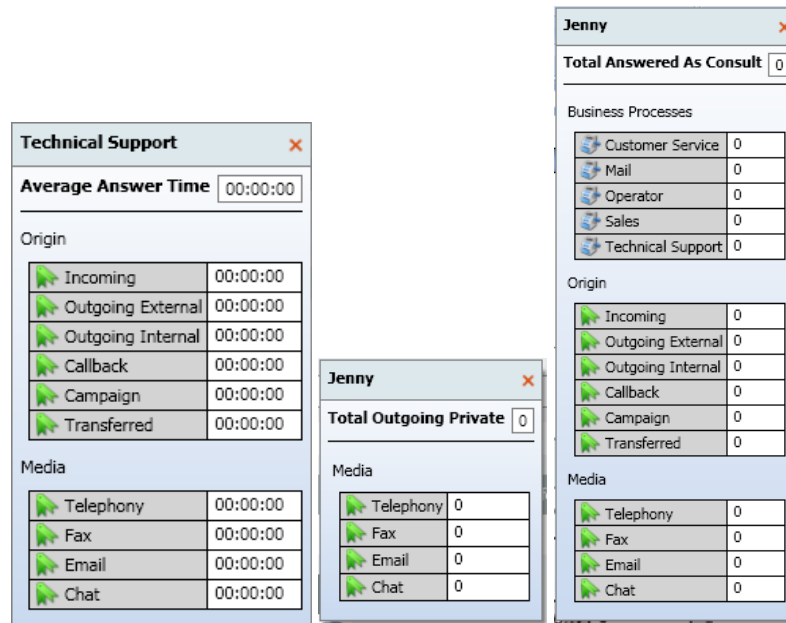 Technical Support
Average Answer Time 00:00:00
Origin
Incoming 00:00:00
Outgoing External 00:00:00
Outgoing Internal 00:00:00
Callback 00:00:00
Campaign 00:00:00
Transferred 00:00:00
Media
Telephony 00:00:00
Fax 00:00:00
Email 00:00:00
Chat 00:00:00
Jenny
Total Outgoing Private 0
Media
Telephony 0
Fax 0
Email 0
Chat 0
Jenny
Total Answered As Consult 0
Business Processes
Customer Service 0
Mail 0
Operator 0
Sales 0
Technical Support 0
Origin
Incoming 0
Outgoing External 0
Outgoing Internal 0
Callback 0
Campaign 0
Transferred 0
Media
Telephony 0
Fax 0
Email 0
Chat 0